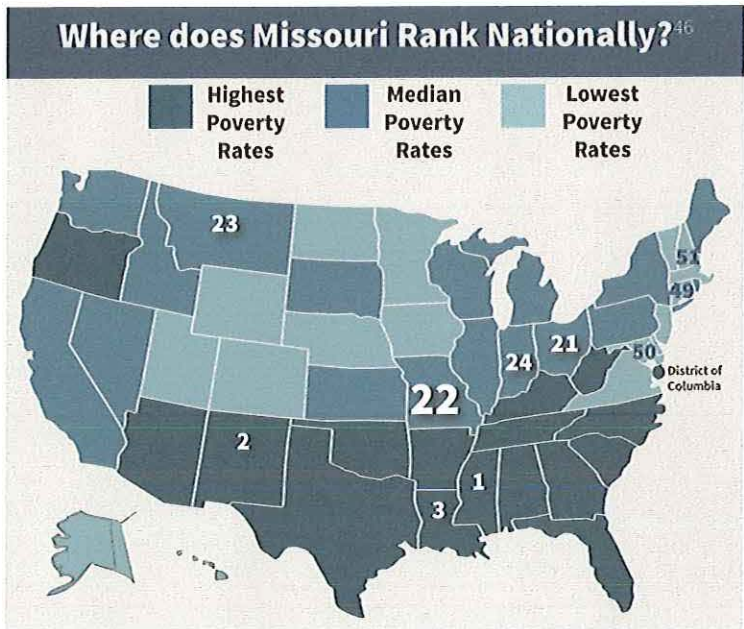 Where does Missouri Rank Nationally?46
Highest
Poverty
Rates
Median
Poverty
Rates
Lowest
Poverty
Rates
23
51
49
21
24
50
District of
Columbia
22
2
1
3